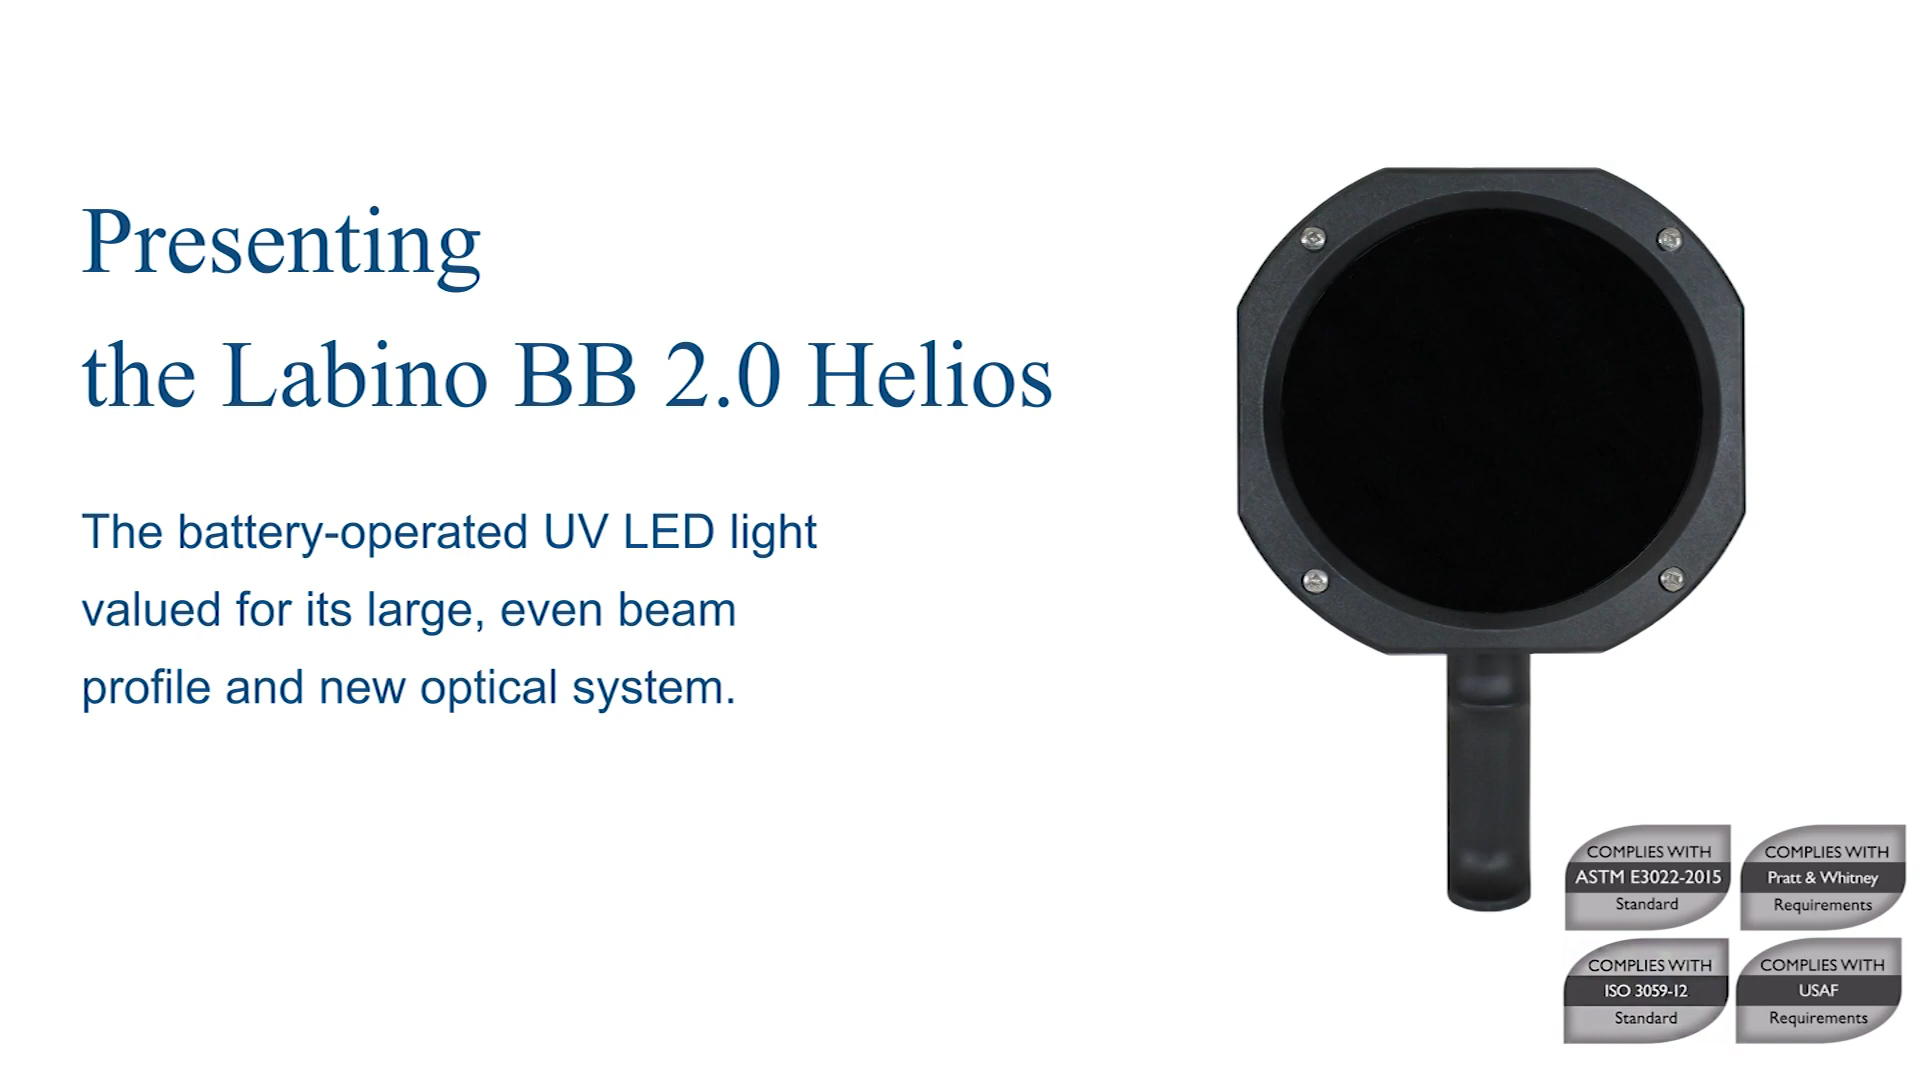 Presenting
the Labino BB 2.0 Helios
The battery-operated UV LED light
valued for its large, even beam
profile and new optical system.
COMPLIES WITH
ASTM E3022-2015
Standard
COMPLIES WITH
Pratt & Whitney
Requirements
COMPLIES WITH
ISO 3059-12
Standard
COMPLIES WITH
USAF
Requirements